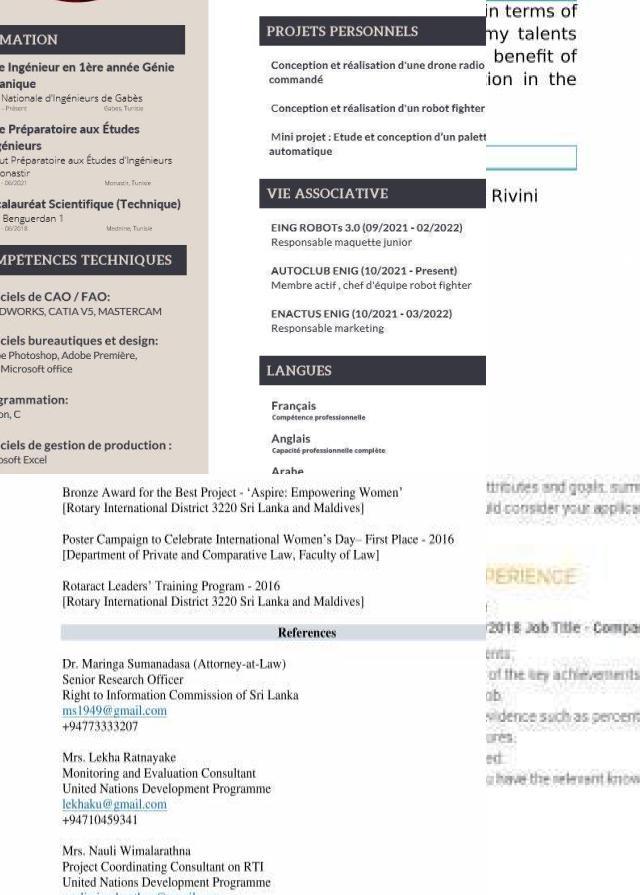 MATION
e Ingénieur en 1ère année Génie
anique
Nationale d'Ingénieurs de Gabès
- Présent Gabes, Tunisie
e Préparatoire aux Études
génieurs
ut Préparatoire aux Études d'Ingénieurs
onastir
- 06/2021 Monastir, Tunisie
calauréat Scientifique (Technique)
Benguerdan 1
- 06/2018 Mednine, Tunisie
MPÉTENCES TECHNIQUES
ciels de CAO / FAO:
DWORKS, CATIA V5, MASTERCAM
ciels bureautiques et design:
e Photoshop, Adobe Première,
Microsoft office
grammation:
on, C
ciels de gestion de production :
osoft Excel
PROJETS PERSONNELS
Conception et réalisation d'une drone radio
commandé
Conception et réalisation d'un robot fighter
Mini projet : Etude et conception d'un palett
automatique
VIE ASSOCIATIVE
EING ROBOTs 3.0 (09/2021 - 02/2022)
Responsable maquette junior
AUTOCLUB ENIG (10/2021 - Present)
Membre actif , chef d'équipe robot fighter
ENACTUS ENIG (10/2021 - 03/2022)
Responsable marketing
LANGUES
Français
Compétence professionnelle
Anglais
Capacité professionnelle complète
Arabe
in terms of
my talents
benefit of
ion in the
Rivini
Bronze Award for the Best Project - ‘Aspire: Empowering Women’
[Rotary International District 3220 Sri Lanka and Maldives]
Poster Campaign to Celebrate International Women’s Day– First Place - 2016
[Department of Private and Comparative Law, Faculty of Law]
Rotaract Leaders’ Training Program - 2016
[Rotary International District 3220 Sri Lanka and Maldives]
References
Dr. Maringa Sumanadasa (Attorney-at-Law)
Senior Research Officer
Right to Information Commission of Sri Lanka
ms1949@gmail.com
+94773333207
Mrs. Lekha Ratnayake
Monitoring and Evaluation Consultant
United Nations Development Programme
lekhaku@gmail.com
+94710459341
Mrs. Nauli Wimalarathna
Project Coordinating Consultant on RTI
United Nations Development Programme
ttributes and goals. sum
ld consider your applica
PERIENCE
2018 Job Title - Compa
ents;
of the key achievements
ob.
vidence such as percent
ures.
ed:
u have the relevant know